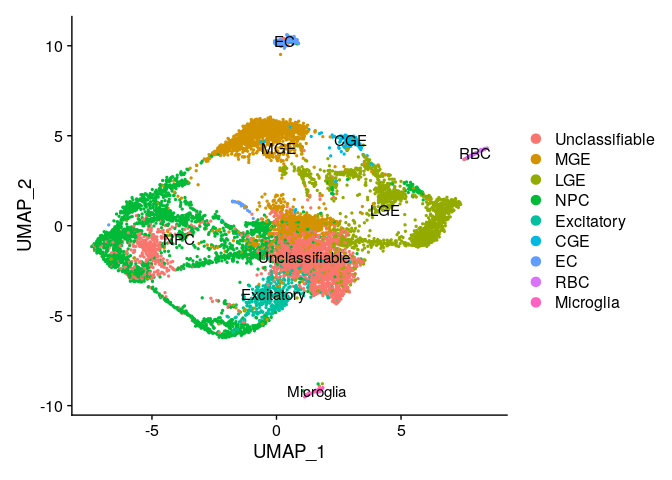 EC
10
MGE
CGE
RBC
5
LGE
NPC
0
Unclassifiable
Excitatory
-5
Microglia
-10
-5
0
5
UMAP_1
UMAP_2
Unclassifiable
MGE
LGE
NPC
Excitatory
CGE
EC
RBC
Microglia